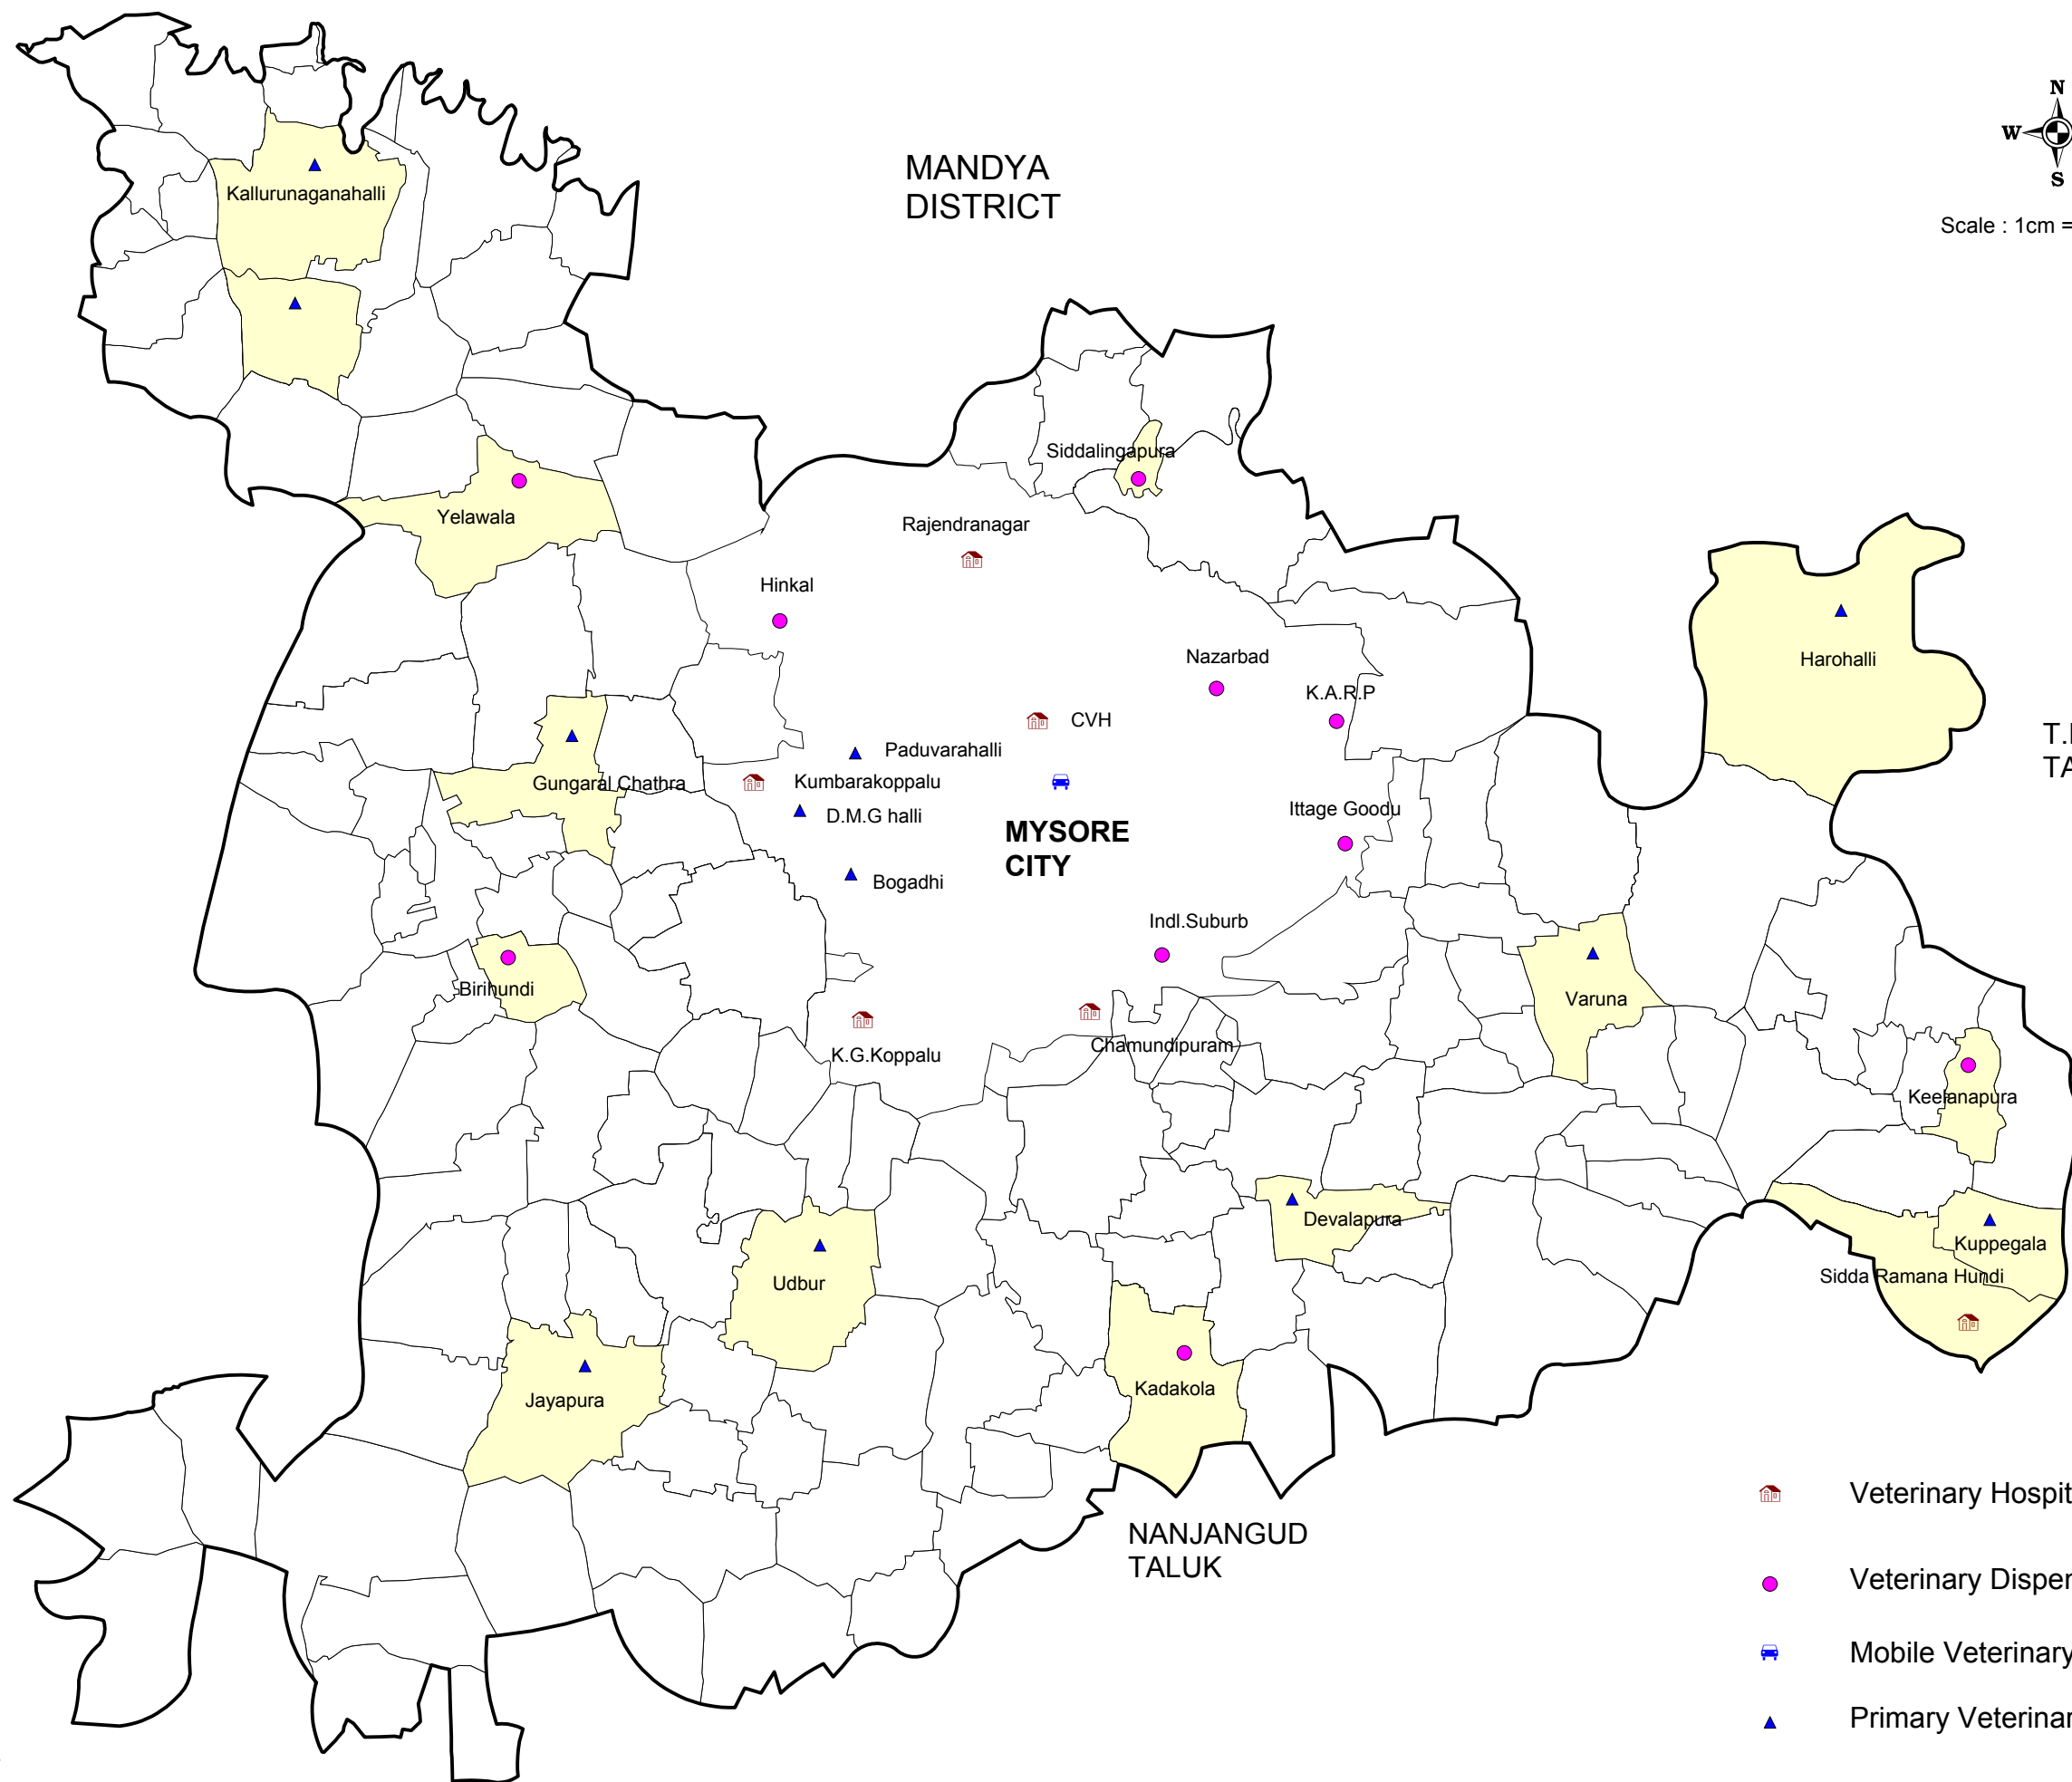 N
W
S
MANDYA
DISTRICT
Scale : 1cm =
Kallurunaganahalli
Siddalingapura
Yelawala
Rajendranagar
Hinkal
Nazarbad
Harohalli
K.A.R.P
CVH
T.
TA
Paduvarahalli
Gungaral Chathra
Kumbarakoppalu
Ittage Goodu
D.M.G halli
MYSORE
CITY
Bogadhi
Indl.Suburb
Birihundi
Varuna
K.G.Koppalu
Chamundipuram
Keelanapura
Devalapura
Kuppegala
Udbur
Sidda Ramana Hundi
Kadakola
Jayapura
NANJANGUD
TALUK
Veterinary Hospit
Veterinary Disper
Mobile Veterinary
Primary Veterinar